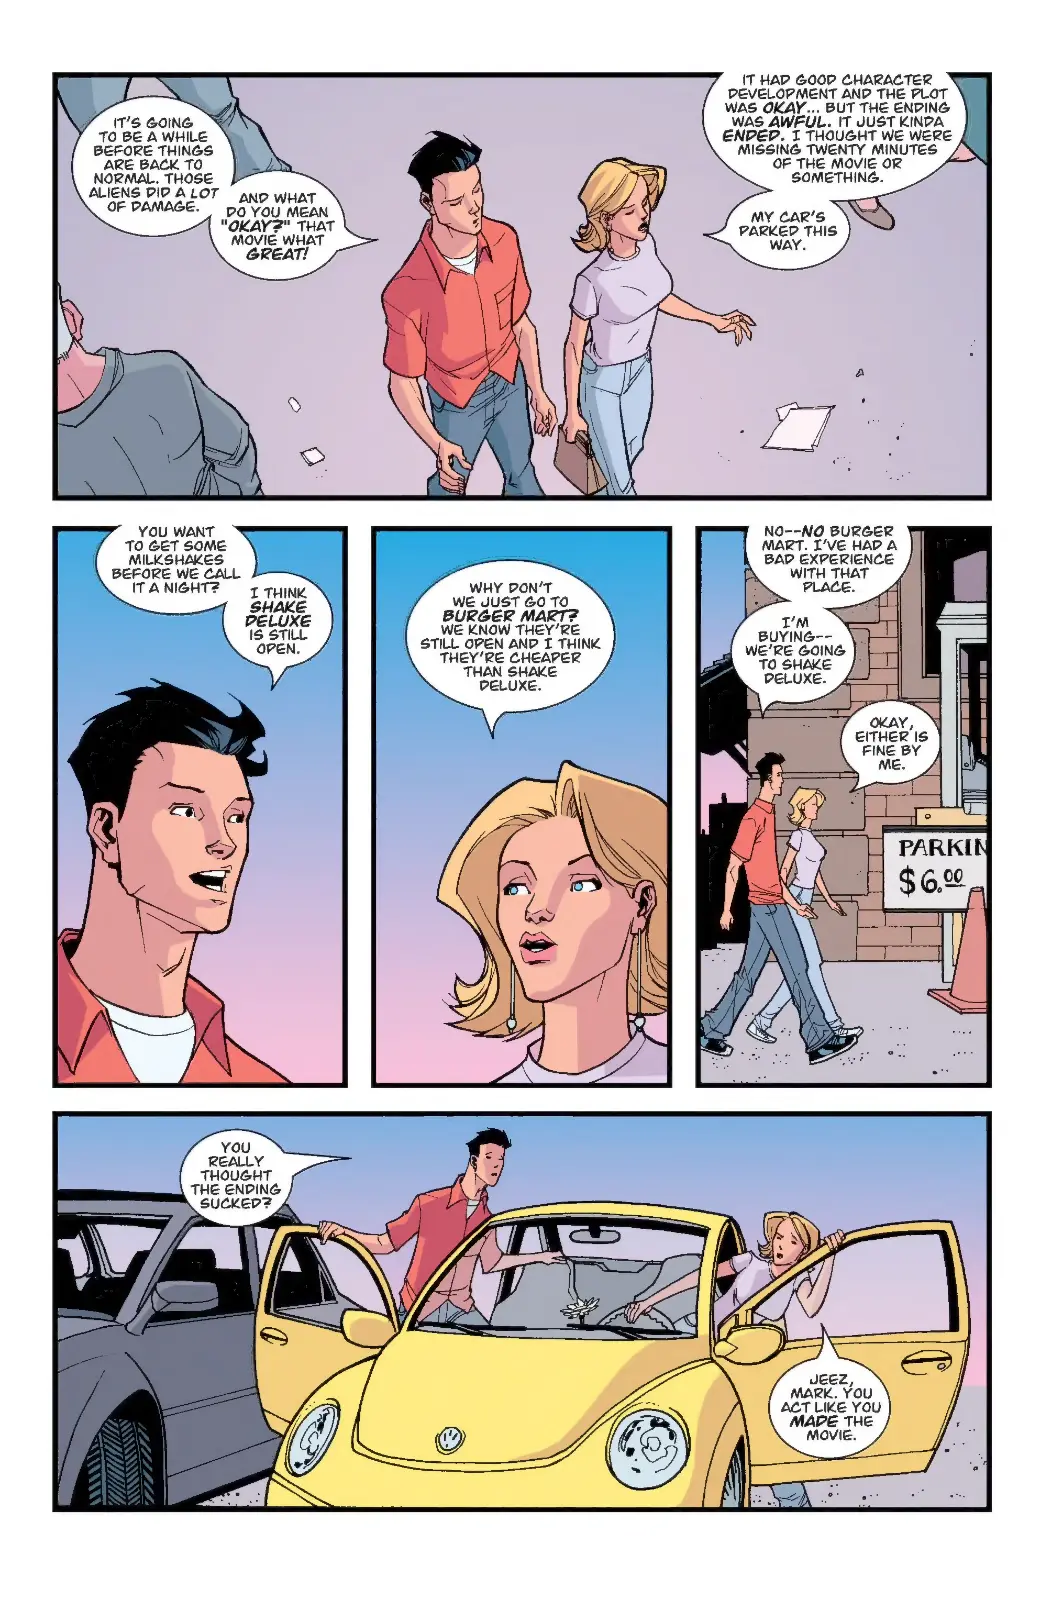 IT'S GOING
TO BE A WHILE
BEFORE THINGS
ARE BACK TO
NORMAL. THOSE
ALIENS DID A LOT
OF DAMAGE.
AND WHAT
DO YOU MEAN
"OKAY?" THAT
MOVIE WHAT
GREAT!
IT HAD GOOD CHARACTER
DEVELOPMENT AND THE PLOT
WAS OKAY... BUT THE ENDING
WAS AWFUL. IT JUST KINDA
ENDED. I THOUGHT WE WERE
MISSING TWENTY MINUTES
OF THE MOVIE OR
SOMETHING.
MY CAR'S
PARKED THIS
WAY.
YOU WANT
TO GET SOME
MILKSHAKES
BEFORE WE CALL
IT A NIGHT?
I THINK
SHAKE
DELUXE
IS STILL
OPEN.
WHY DON'T
WE JUST GO TO
BURGER MART?
WE KNOW THEY'RE
STILL OPEN AND I THINK
THEY'RE CHEAPER
THAN SHAKE
DELUXE.
NO--NO BURGER
MART. I'VE HAD A
BAD EXPERIENCE
WITH THAT
PLACE.
I'M
BUYING--
WE'RE GOING
TO SHAKE
DELUXE.
OKAY,
EITHER IS
FINE BY
ME.
PARKIN
$6.00
YOU
REALLY
THOUGHT
THE ENDING
SUCKED?
JEEZ,
MARK. YOU
ACT LIKE YOU
MADE THE
MOVIE.